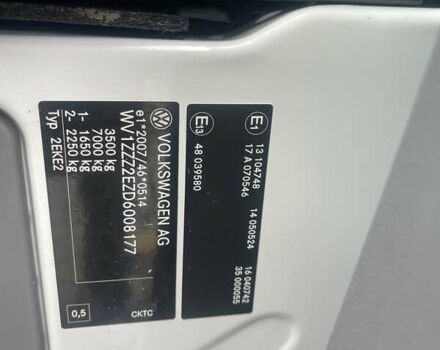 VOLKSWAGEN AG
e1*2007/46*0514
WV1ZZZ2EZD6008177
3500 kg
7000 kg
1- 1650 kg
2- 2250 kg
Typ 2EKE2
0,5
CKTC
E1
13 104748
17 A 070546
14 050524
16 040742
35 000055
E13
48 039580